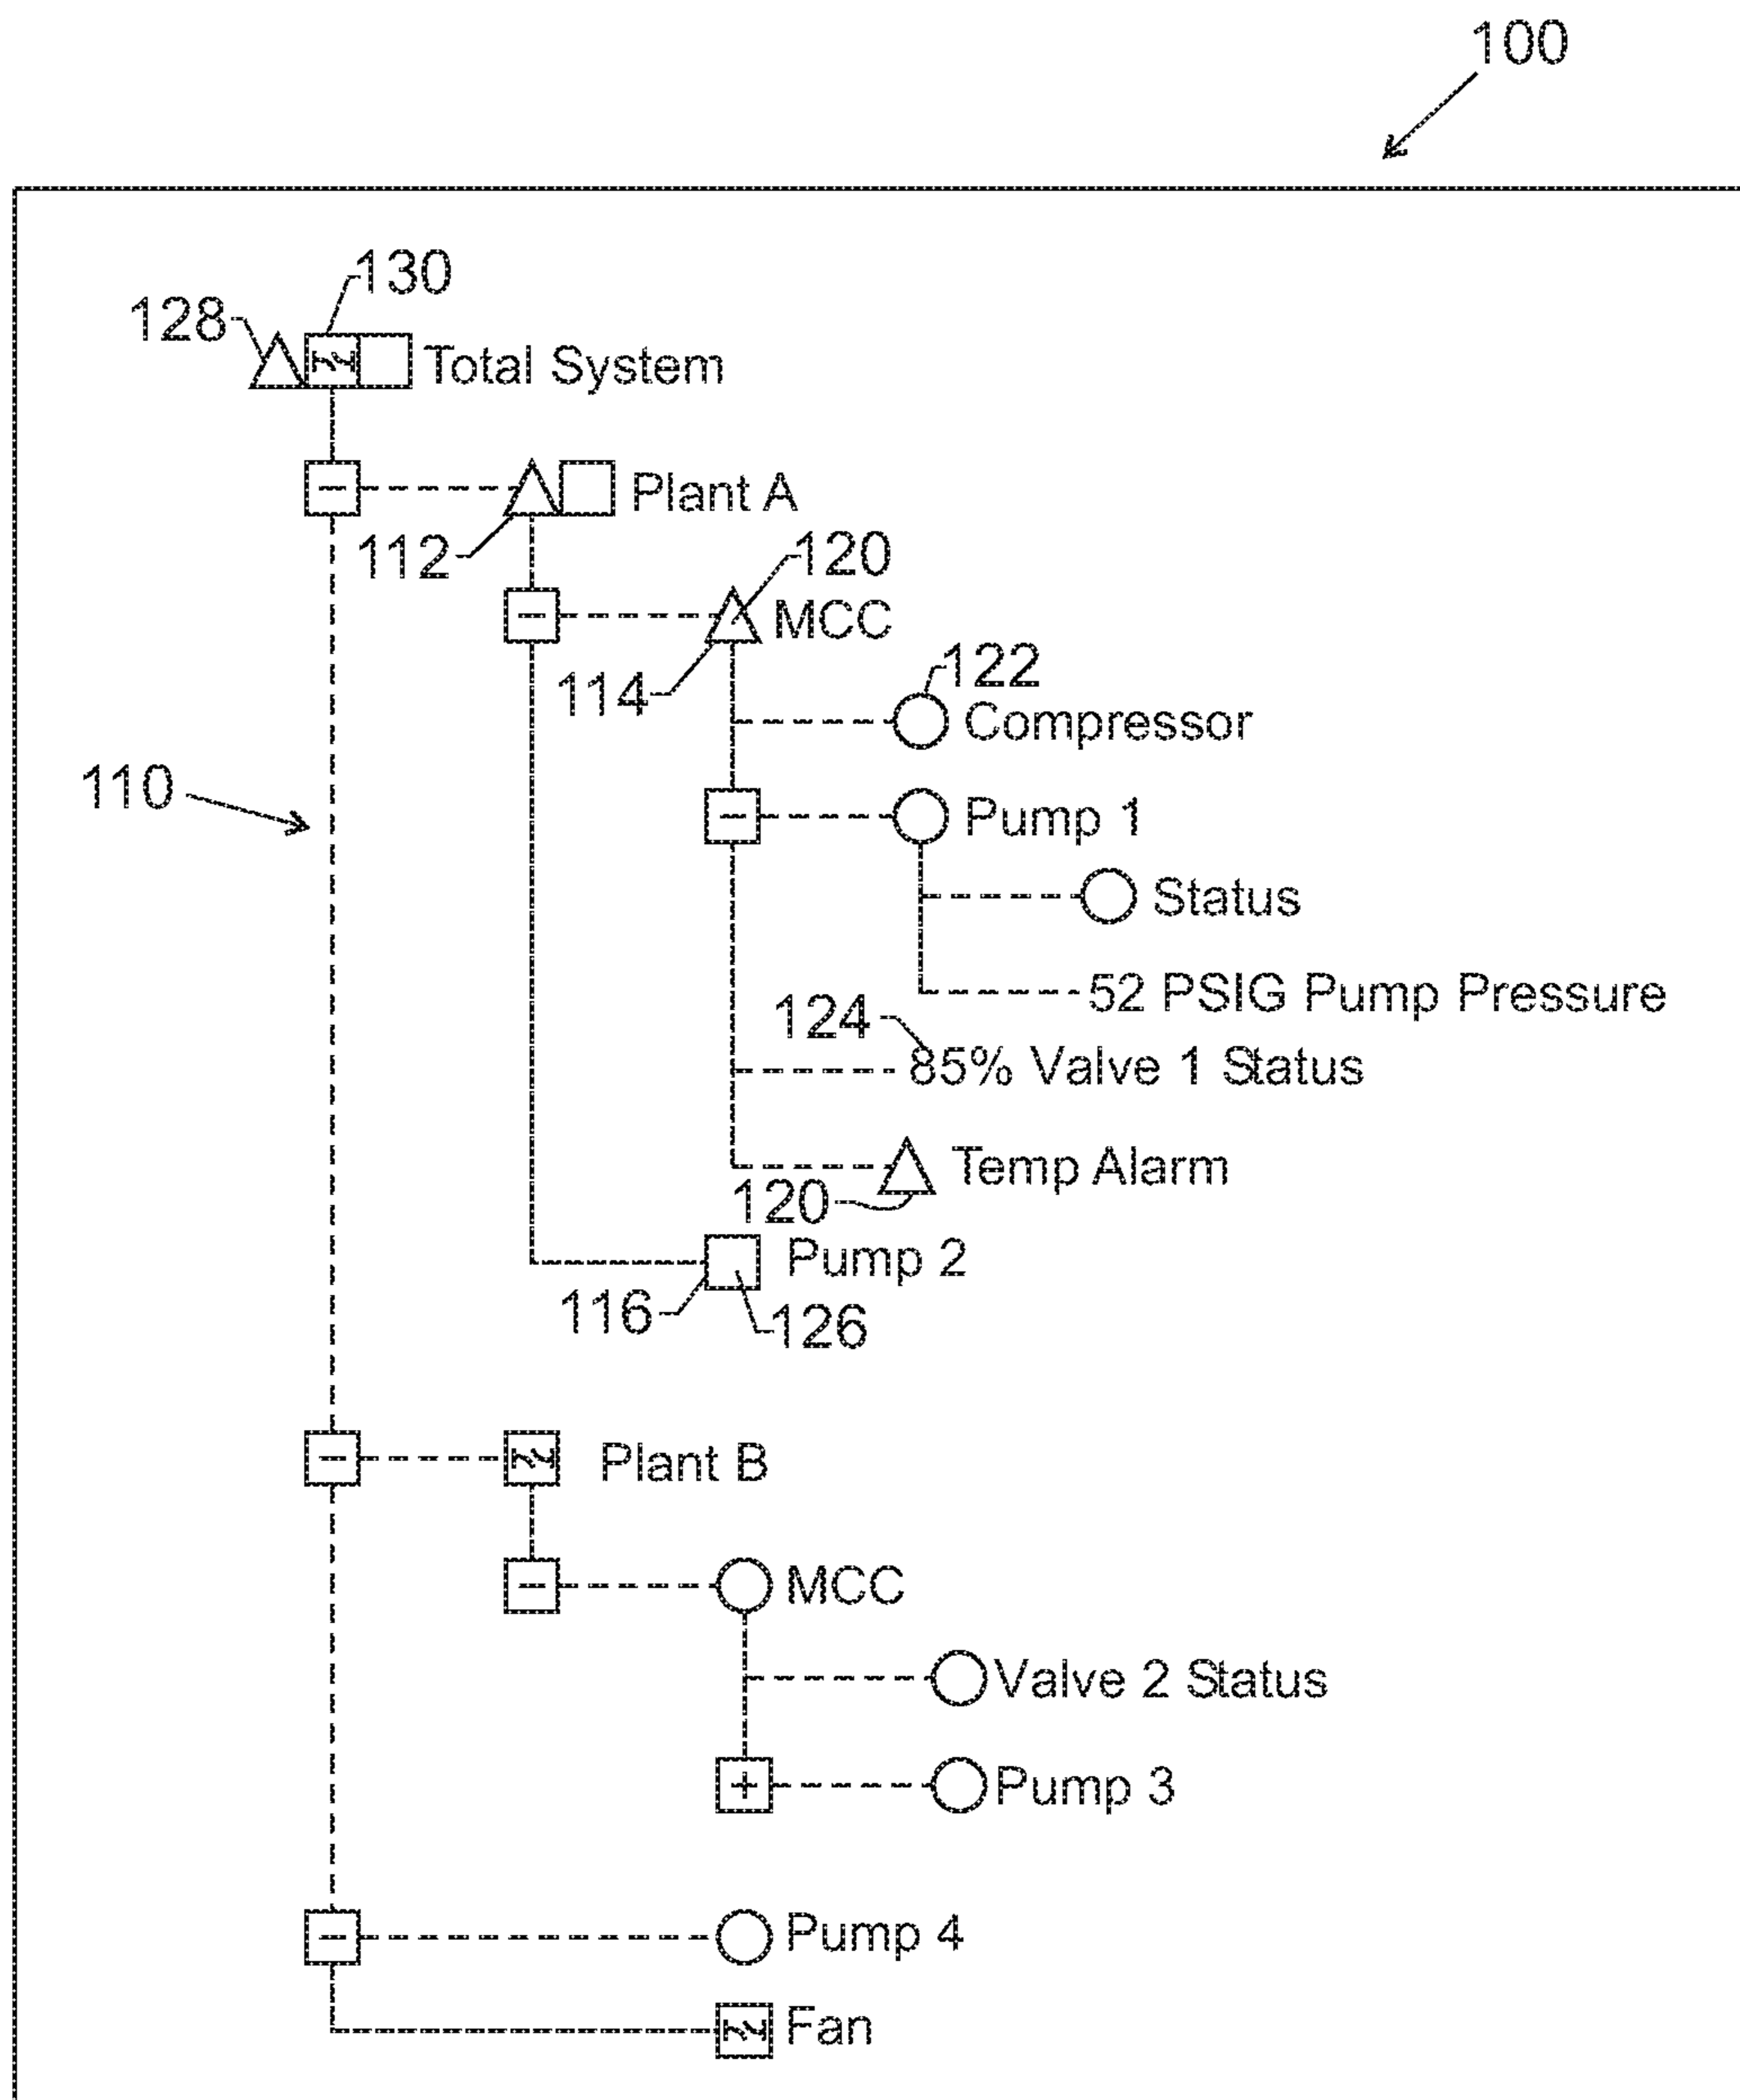 100
130
128
Total System
- Plant A
112
120
- MCC
114
122
Compressor
110
- Pump 1
Status
52 PSIG Pump Pressure
124
85% Valve 1 Status
Temp Alarm
120
Pump 2
116
126
- Plant B
- MCC
Valve 2 Status
+ Pump 3
- Pump 4
Fan